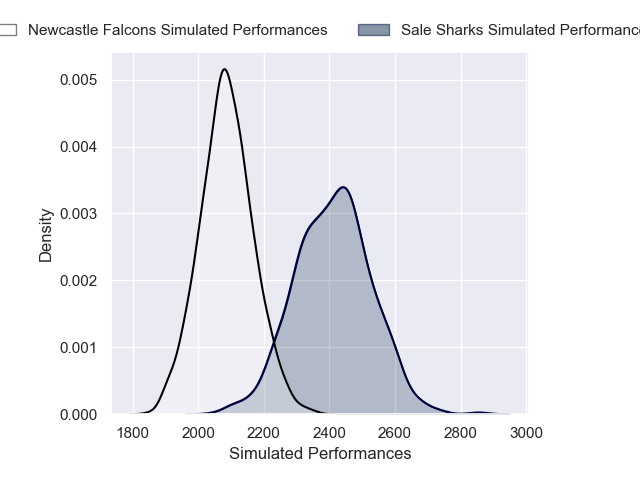 Newcastle Falcons Simulated Performances
Sale Sharks Simulated Performance
0.005
0.004
0.003
0.002
0.001
0.000
Density
1800 2000 2200 2400 2600 2800 3000
Simulated Performances